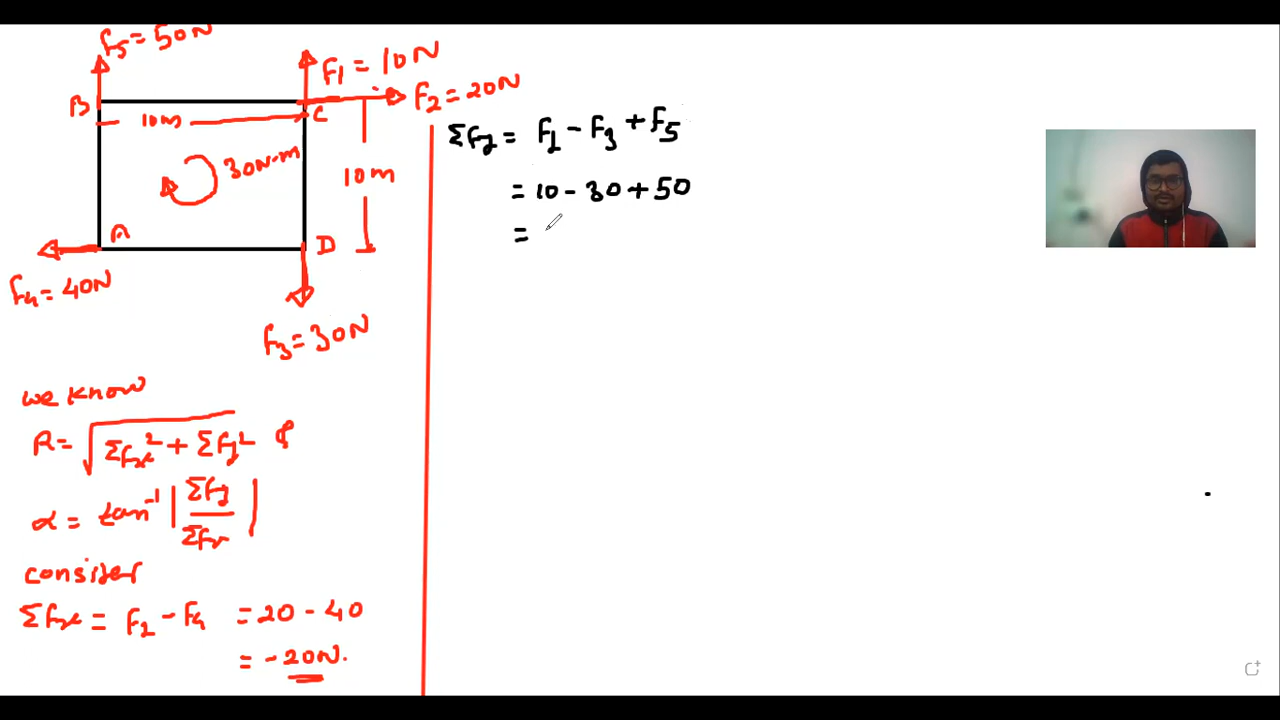 f5 = 50N
F1 = 10N
B
C
F2 = 20N
10m
30N-m
10m
A
D
F4 = 40N
F3 = 30N
we know
R = √ΣFx² + ΣFy² &
α = tan⁻¹ |ΣFy / ΣFx|
consider
ΣFx = F2 - F4 = 20 - 40
= -20N.
ΣFy = F1 - F3 + F5
= 10 - 30 + 50
=